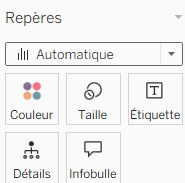 Repères
Automatique
Couleur Taille Étiquette
Détails Infobulle